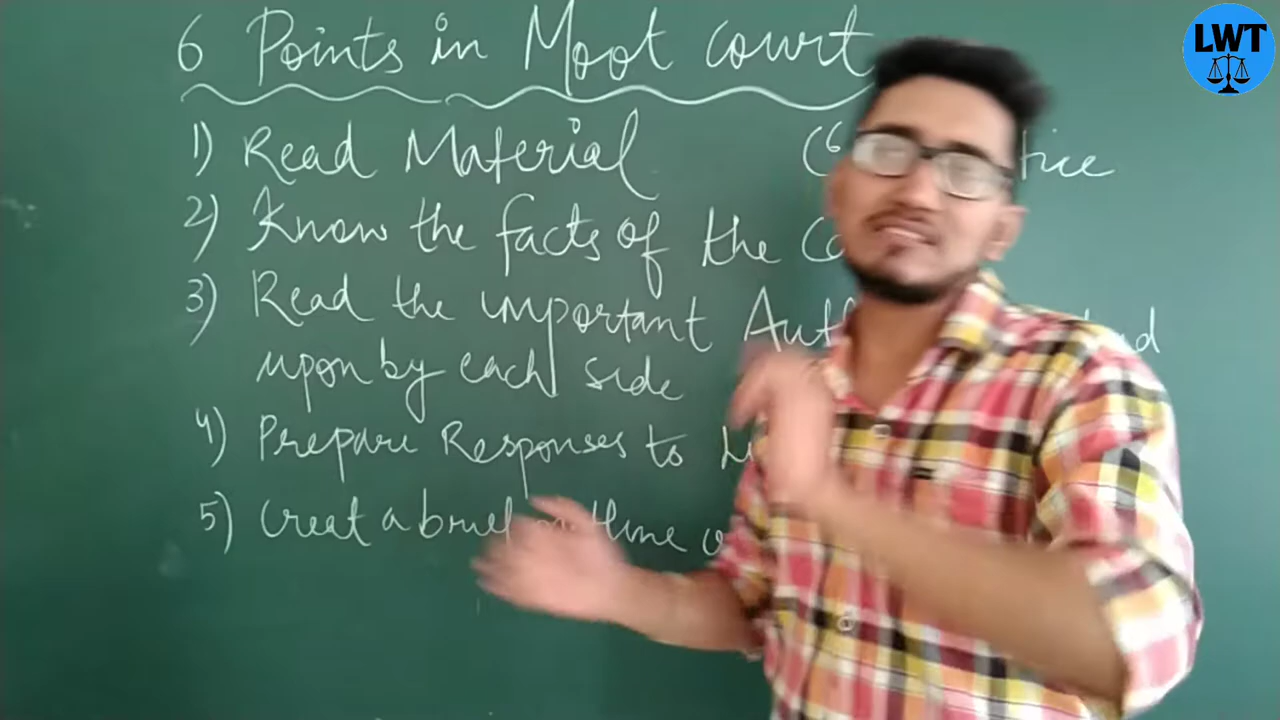 6 Points in Moot court
1) Read Material
2) Know the facts of the
3) Read the important
upon by each side
4) Prepare Responses to
5) Creat a brief
LWT